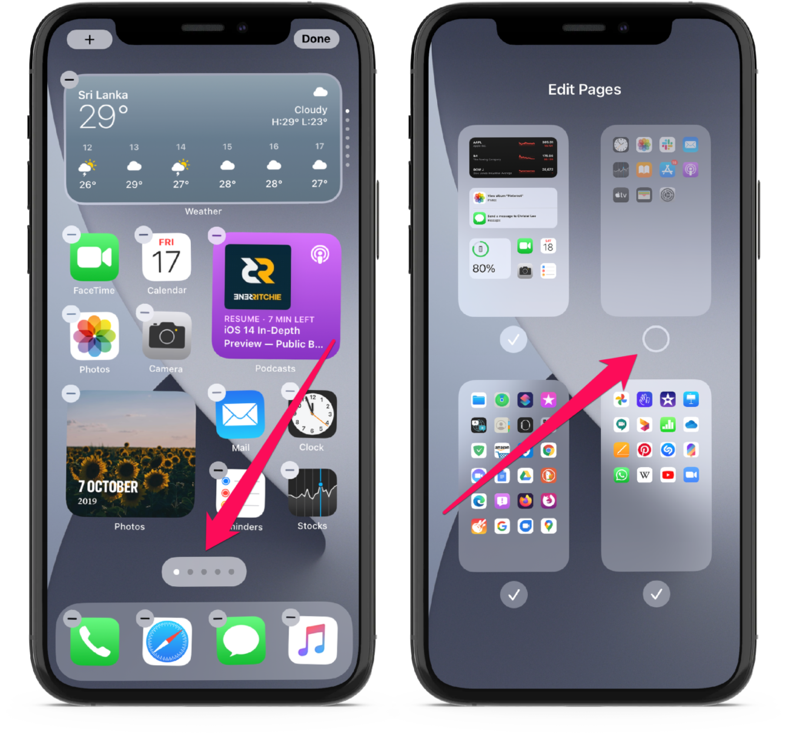 +
Done
Sri Lanka
29°
Cloudy
H:29° L:23°
12 13 14 15 16 17
26° 29° 27° 28° 28° 27°
Weather
FRI
17
FaceTime
Calendar
RESUME · 7 MIN LEFT
iOS 14 In-Depth
Preview — Public B...
Photos
Camera
Podcasts
7 OCTOBER
2019
Mail
Clock
Photos
inders
Stocks
Edit Pages
80%
18
tv
W